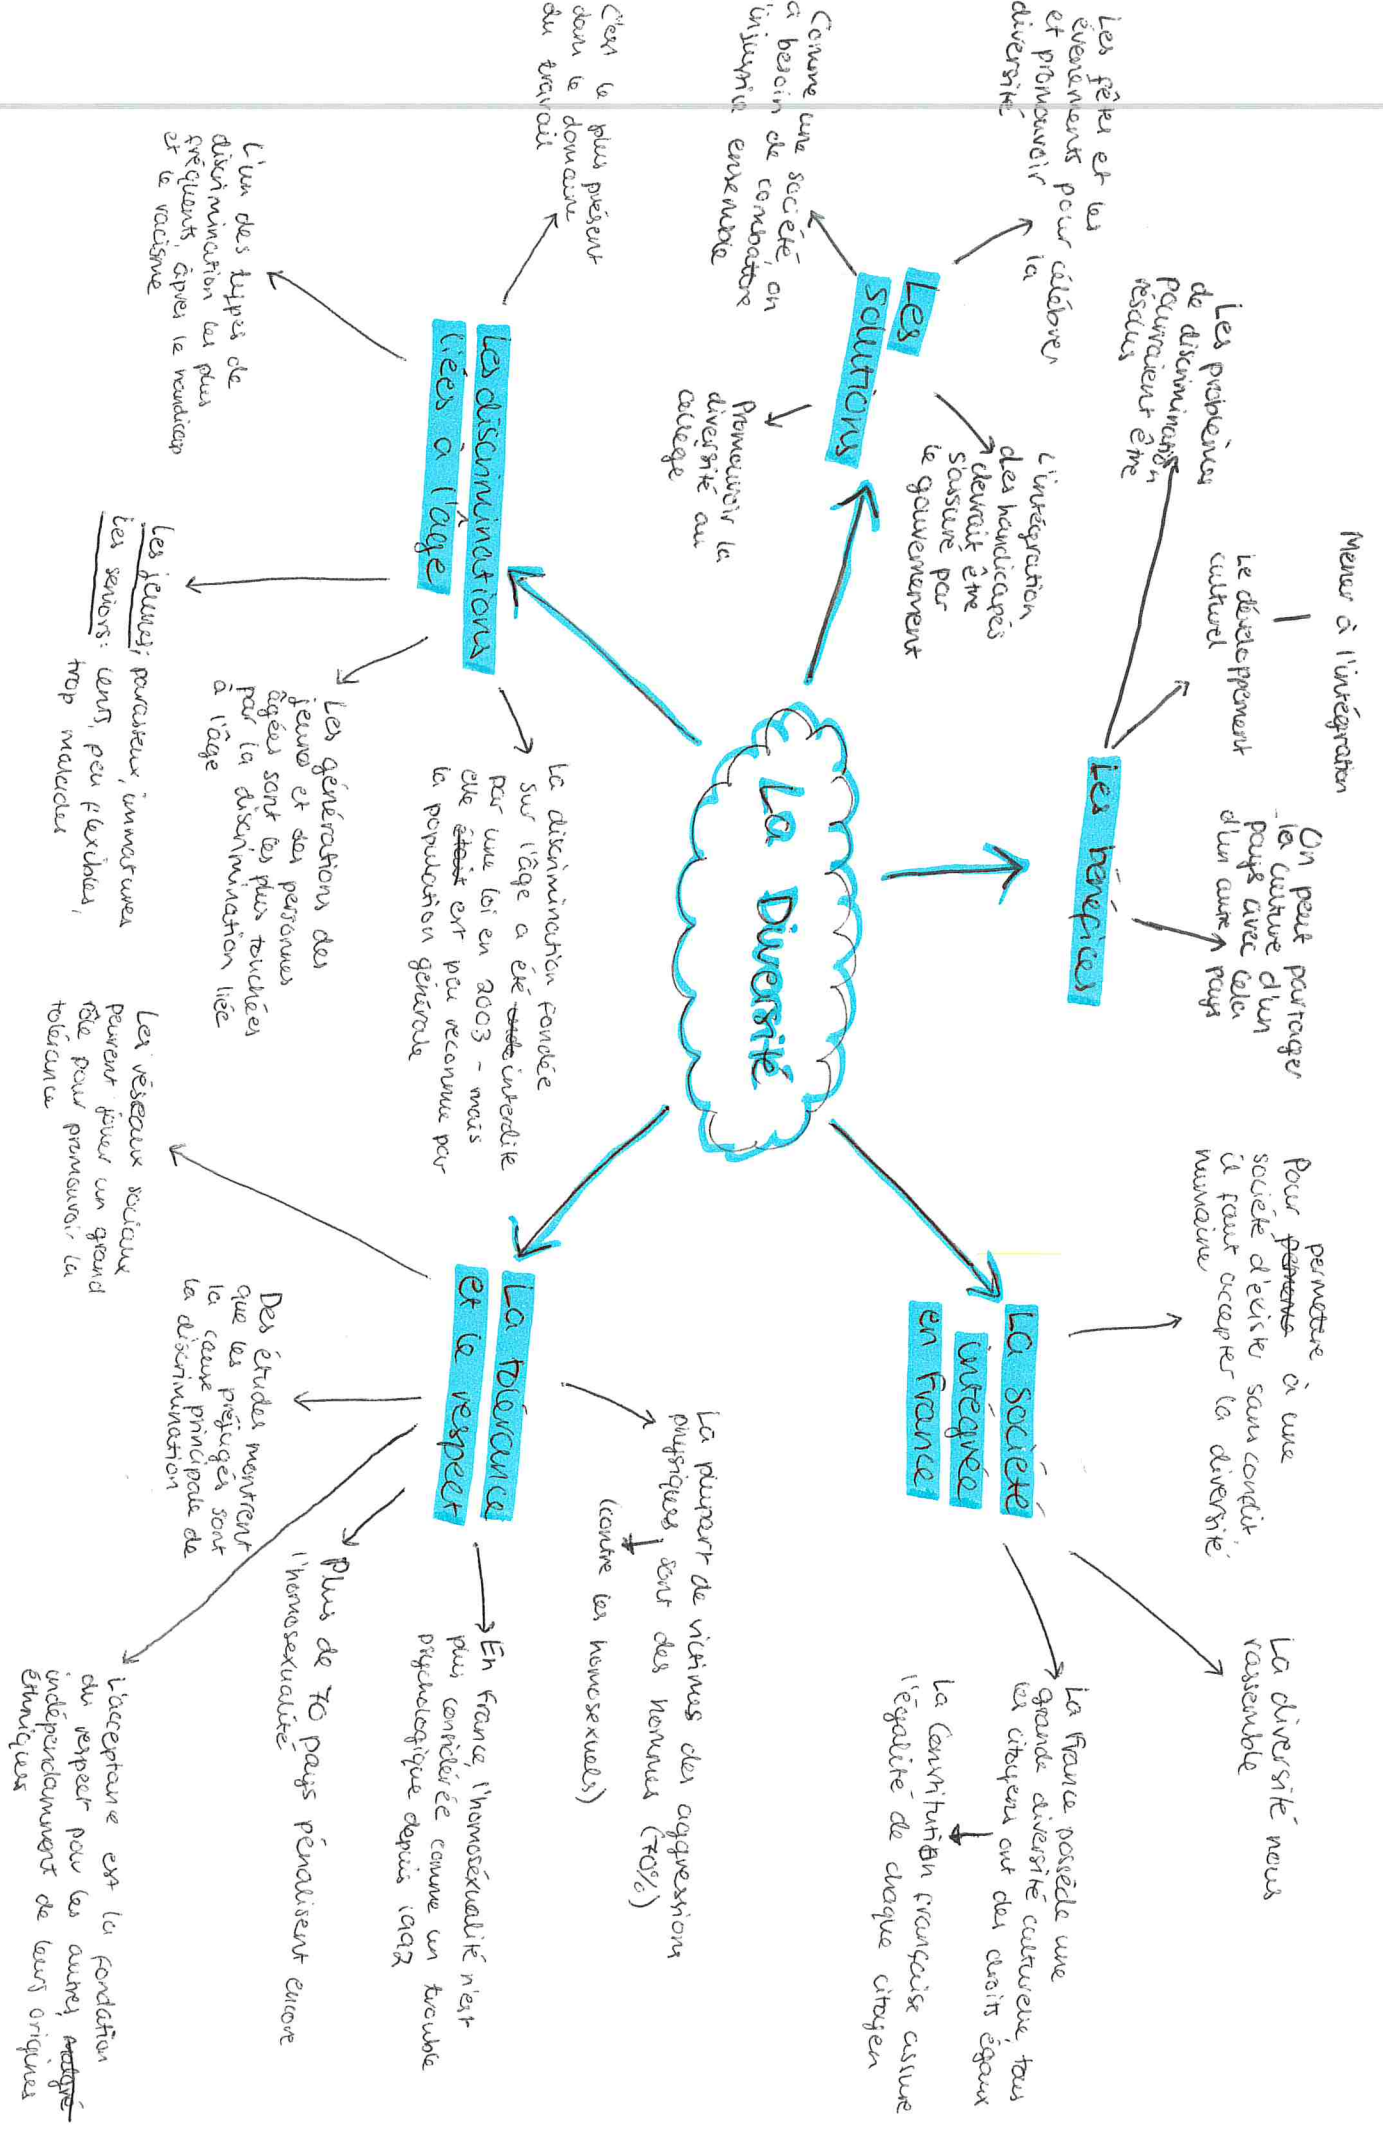 La Diversité
Les
solutions
Les fêtes et les
évenements pour célébrer
et promouvoir la
diversité
Comme une société, on
a besoin de combattre
injustice ensemble
Promouvoir la
diversité au
collège
L'intégration
des handicapés
devrait être
s'assuré par
le gouvernement
Les bénéfices
Les problèmes
de discrimination
pourraient être
résolus
Mener à l'intégration
Le développement
culturel
On peut partager
la culture d'un
pays avec cela
d'un autre pays
La société
intégrée
en France
permettre
Pour à une
société d'exister sans conflit,
il faut accepter la diversité
humaine
La diversité nous
rassemble
La France possède une
grande diversité culturelle, tous
les citoyens ont des droits égaux
La Constitution française assure
l'égalité de chaque citoyen
La tolérance
et le respect
La plupart de victimes des aggressions
physiques, sont des hommes (70%)
(contre les homosexuels)
En France, l'homoséxualité n'est
plus considérée comme un trouble
psychologique depuis 1992
Plus de 70 pays pénalisent encore
l'homosexualité
L'acceptance est la fondation
du respect pour les autres, malgré
indépendamment de leurs origines
éthniques
Des études montrent
que les préjugés sont
la cause principale de
la discrimination
Les réseaux sociaux
peuvent jouer un grand
rôle pour promouvoir la
tolérance
Les discriminations
liées à l'âge
C'est le plus présent
dans le domaine
du travail
L'un des types de
discrimination les plus
fréquents, après le handicap
et le racisme
Les jeunes: parasseux, immatures
Les seniors: lents, peu flexibles,
trop malades
Les générations des
jeunes et des personnes
âgées sont les plus touchées
par la discrimination liée
à l'âge
La discrimination fondée
sur l'âge a été interdite
par une loi en 2003 - mais
elle était est peu reconnue par
la population générale